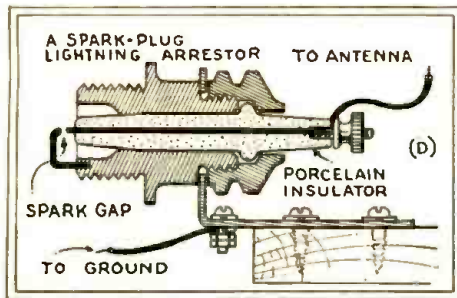 A SPARK-PLUG
LIGHTNING ARRESTOR
TO ANTENNA
(D)
PORCELAIN
INSULATOR
SPARK GAP
TO GROUND